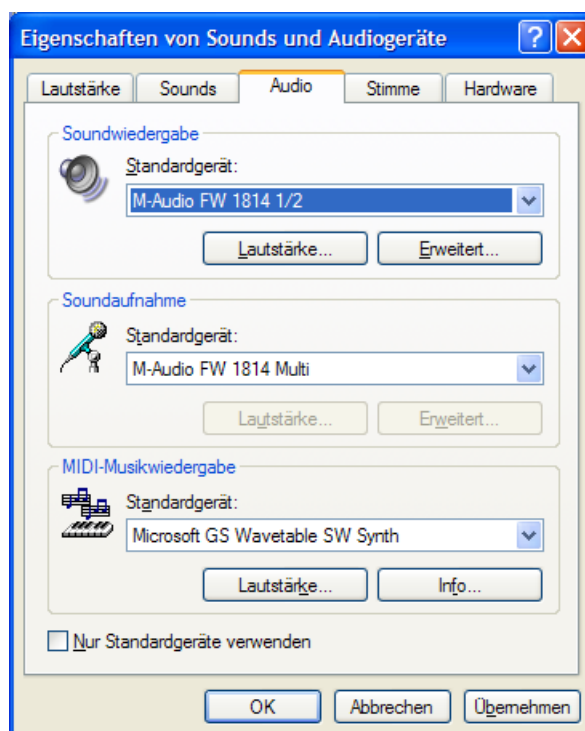 Eigenschaften von Sounds und Audiogeräte
Lautstärke Sounds Audio Stimme Hardware
Soundwiedergabe
Standardgerät:
M-Audio FW 1814 1/2
Lautstärke... Erweitert...
Soundaufnahme
Standardgerät:
M-Audio FW 1814 Multi
Lautstärke... Erweitert...
MIDI-Musikwiedergabe
Standardgerät:
Microsoft GS Wavetable SW Synth
Lautstärke... Info...
Nur Standardgeräte verwenden
OK Abbrechen Übernehmen